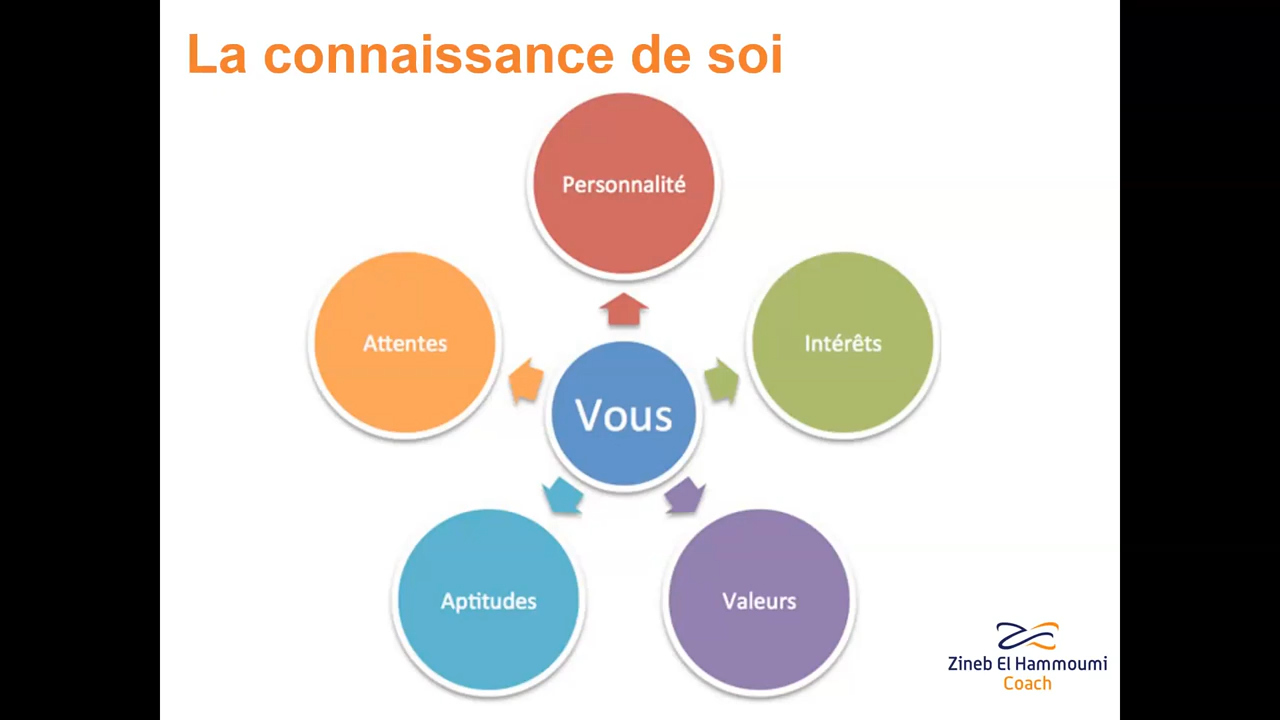 La connaissance de soi
Personnalité
Attentes
Intérêts
Vous
Aptitudes
Valeurs
Zineb El Hammoumi
Coach